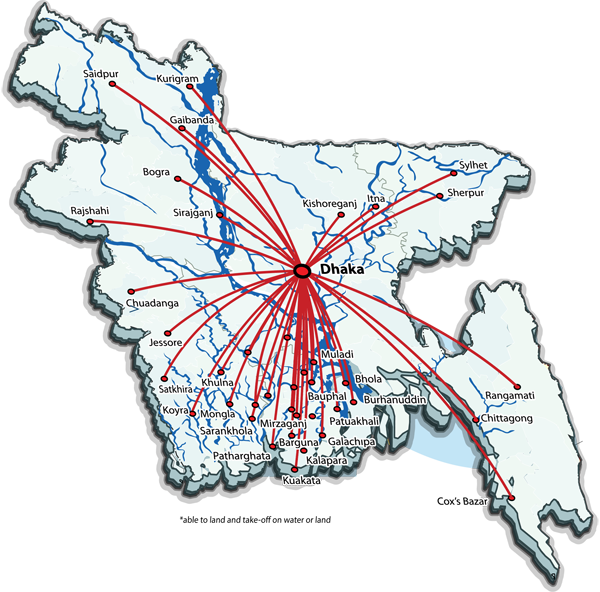 Saidpur
Kurigram
Gaibanda
Bogra
Sylhet
Sherpur
Itna
Kishoreganj
Rajshahi
Sirajganj
Dhaka
Chuadanga
Jessore
Muladi
Satkhira
Khulna
Bhola
Rangamati
Bauphal
Burhanuddin
Koyra
Mongla
Chittagong
Mirzaganj
Patuakhali
Sarankhola
Barguna
Galachipa
Patharghata
Kalapara
Kuakata
Cox's Bazar
*able to land and take-off on water or land